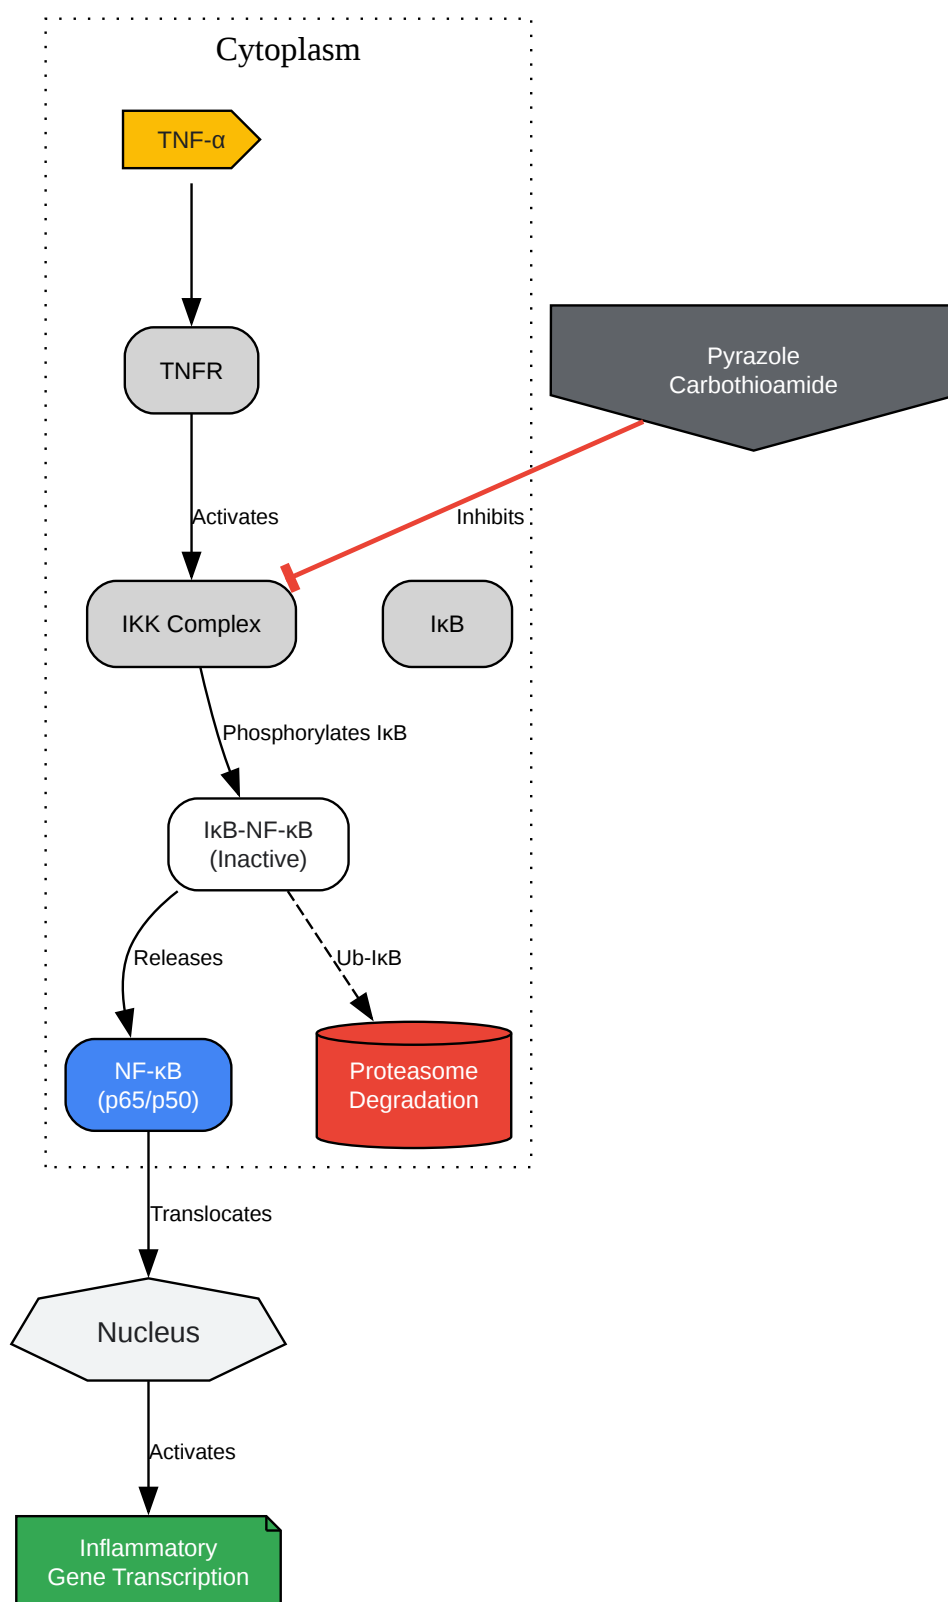 Cytoplasm
TNF-α
TNFR
Pyrazole
Carbothioamide
Activates
Inhibits
IKK Complex
IκB
Phosphorylates IκB
IκB-NF-κB
(Inactive)
Releases
Ub-IκB
NF-κB
(p65/p50)
Proteasome
Degradation
Translocates
Nucleus
Activates
Inflammatory
Gene Transcription